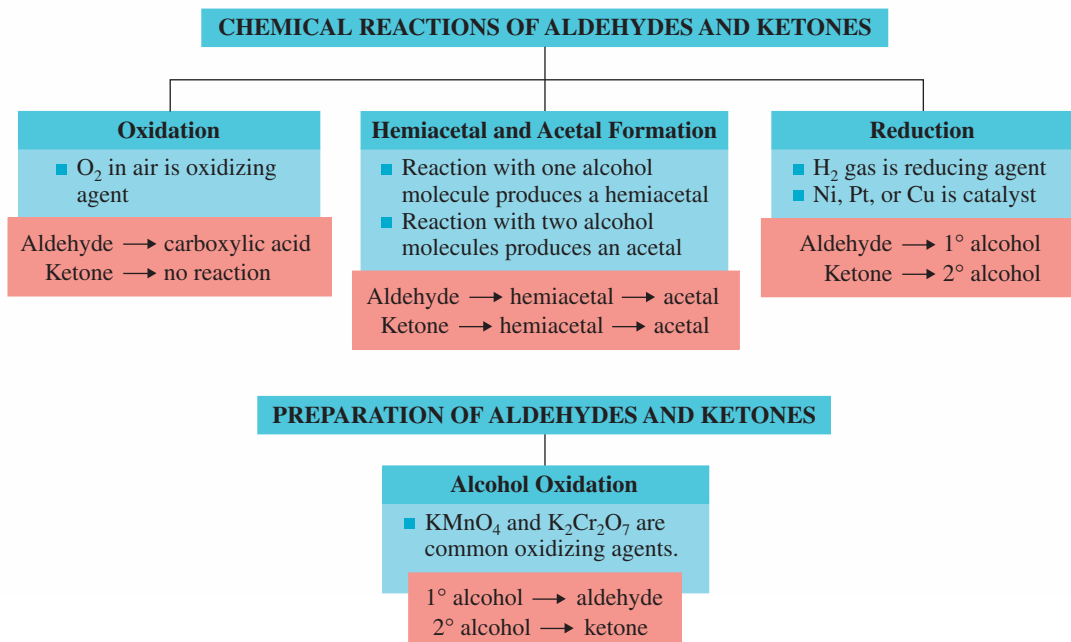 CHEMICAL REACTIONS OF ALDEHYDES AND KETONES
Oxidation
■ O₂ in air is oxidizing
agent
Aldehyde → carboxylic acid
Ketone → no reaction
Hemiacetal and Acetal Formation
■ Reaction with one alcohol
molecule produces a hemiacetal
■ Reaction with two alcohol
molecules produces an acetal
Aldehyde → hemiacetal → acetal
Ketone → hemiacetal → acetal
Reduction
■ H₂ gas is reducing agent
■ Ni, Pt, or Cu is catalyst
Aldehyde → 1° alcohol
Ketone → 2° alcohol
PREPARATION OF ALDEHYDES AND KETONES
Alcohol Oxidation
■ KMnO₄ and K₂Cr₂O₇ are
common oxidizing agents.
1° alcohol → aldehyde
2° alcohol → ketone